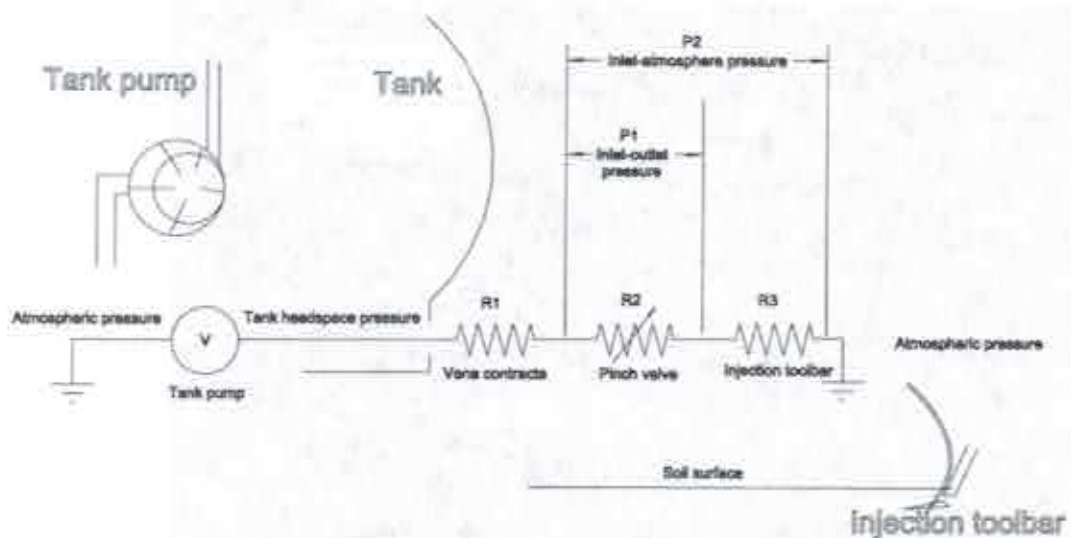 P2
Inlet-atmosphere pressure
Tank pump
Tank
P1
Inlet-outlet
pressure
R1
R2
R3
Atmospheric pressure
Tank headspace pressure
V
Atmospheric pressure
Vena contracta
Pinch valve
Injection toolbar
Tank pump
Soil surface
Injection toolbar